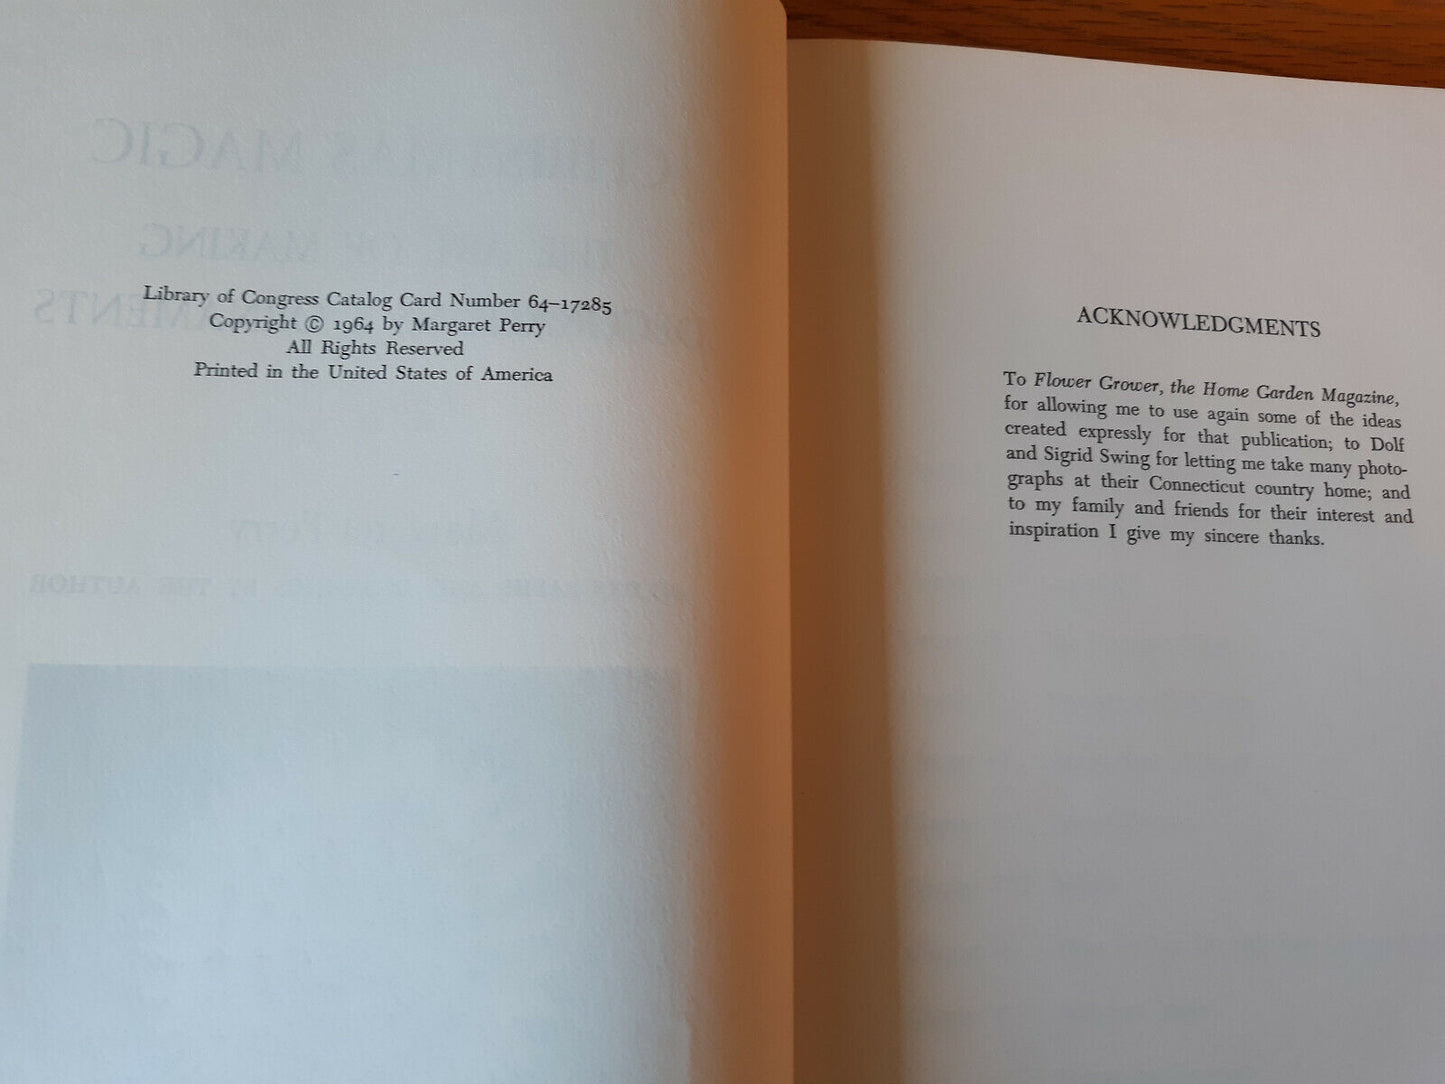 Library of Congress Catalog Card Number 64–17285
Copyright © 1964 by Margaret Perry
All Rights Reserved
Printed in the United States of America
ACKNOWLEDGMENTS
To Flower Grower, the Home Garden Magazine,
for allowing me to use again some of the ideas
created expressly for that publication; to Dolf
and Sigrid Swing for letting me take many photo-
graphs at their Connecticut country home; and
to my family and friends for their interest and
inspiration I give my sincere thanks.